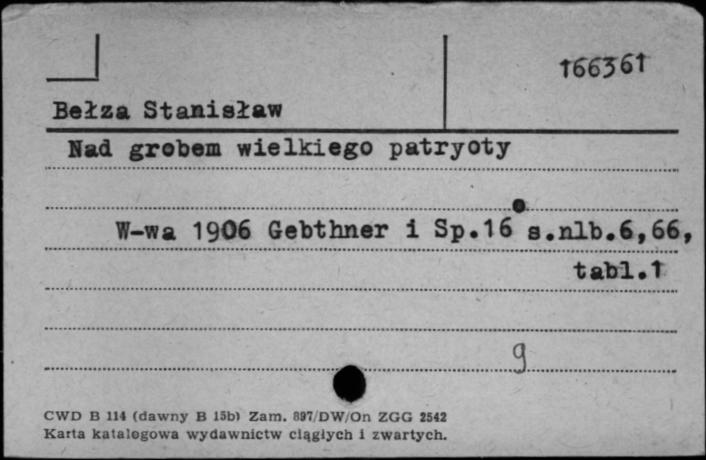 166361
Bełza Stanisław
Nad grobem wielkiego patryoty
W-wa 1906 Gebthner i Sp.16° s.nlb.6,66,
tabl.1
g
CWD B 114 (dawny B 15b) Zam. 897/DW/On ZGG 2542
Karta katalogowa wydawnictw ciągłych i zwartych.